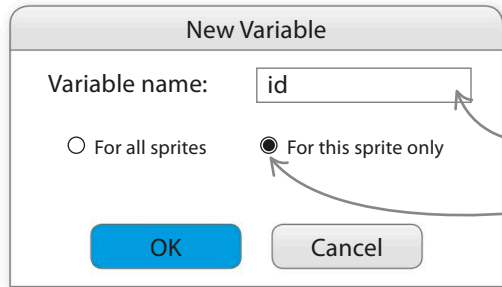 New Variable
Variable name: id
For all sprites For this sprite only
OK Cancel